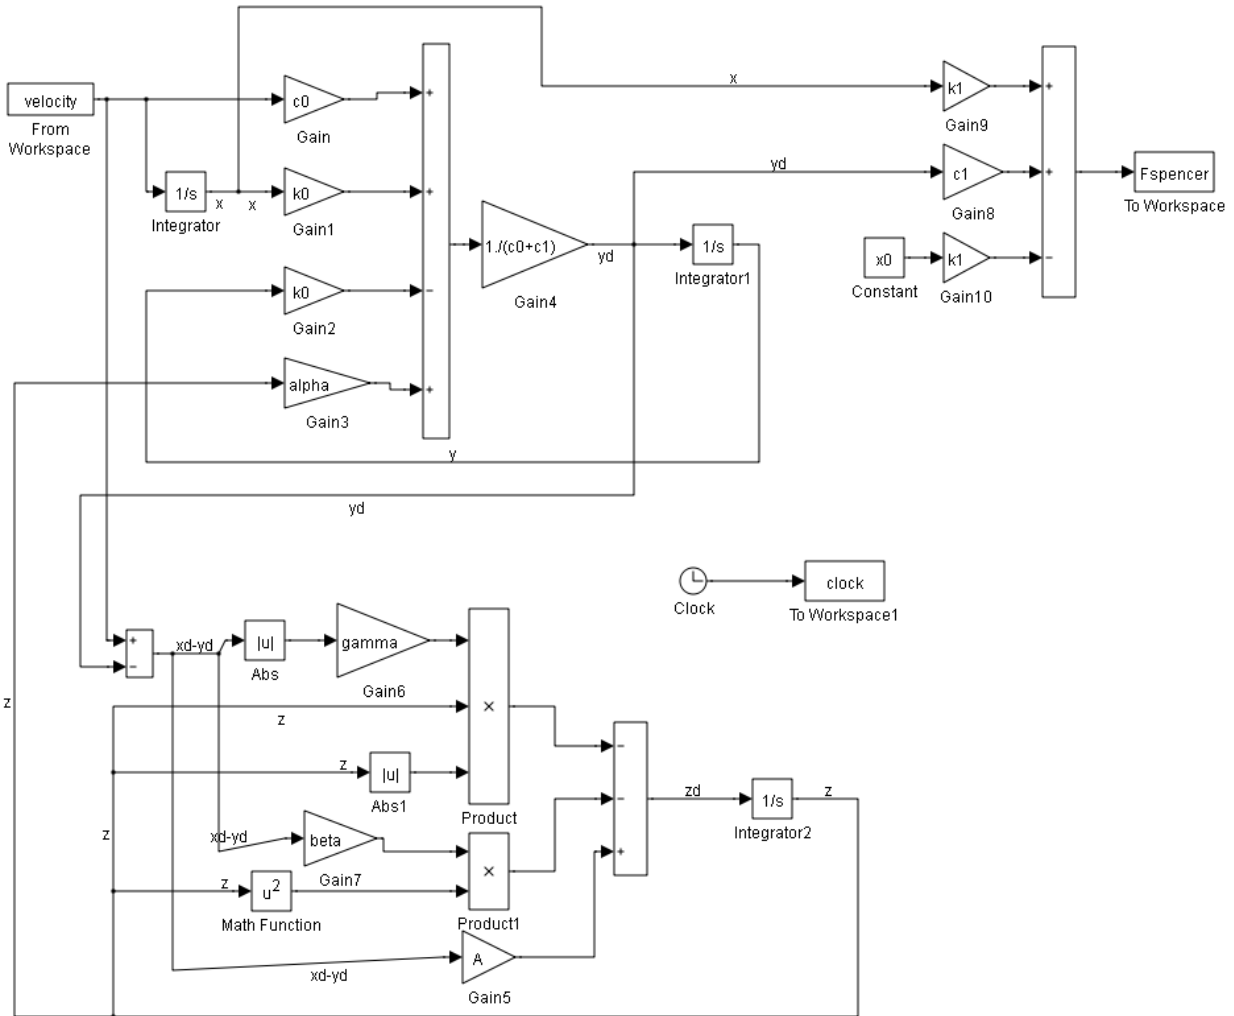 x
velocity
From
Workspace
c0
+
Gain
k1
+
Gain9
yd
1/s
x
x
Integrator
k0
+
Gain1
c1
+
Gain8
Fspencer
To Workspace
1./(c0+c1)
Gain4
yd
1/s
Integrator1
x0
Constant
k1
−
Gain10
k0
−
Gain2
alpha
+
Gain3
y
yd
Clock
clock
To Workspace1
+
−
xd-yd
|u|
Abs
gamma
Gain6
z
z
×
z
|u|
Abs1
Product
−
−
+
zd
1/s
z
Integrator2
z
xd-yd
beta
Gain7
×
z
u2
Math Function
Product1
xd-yd
A
Gain5